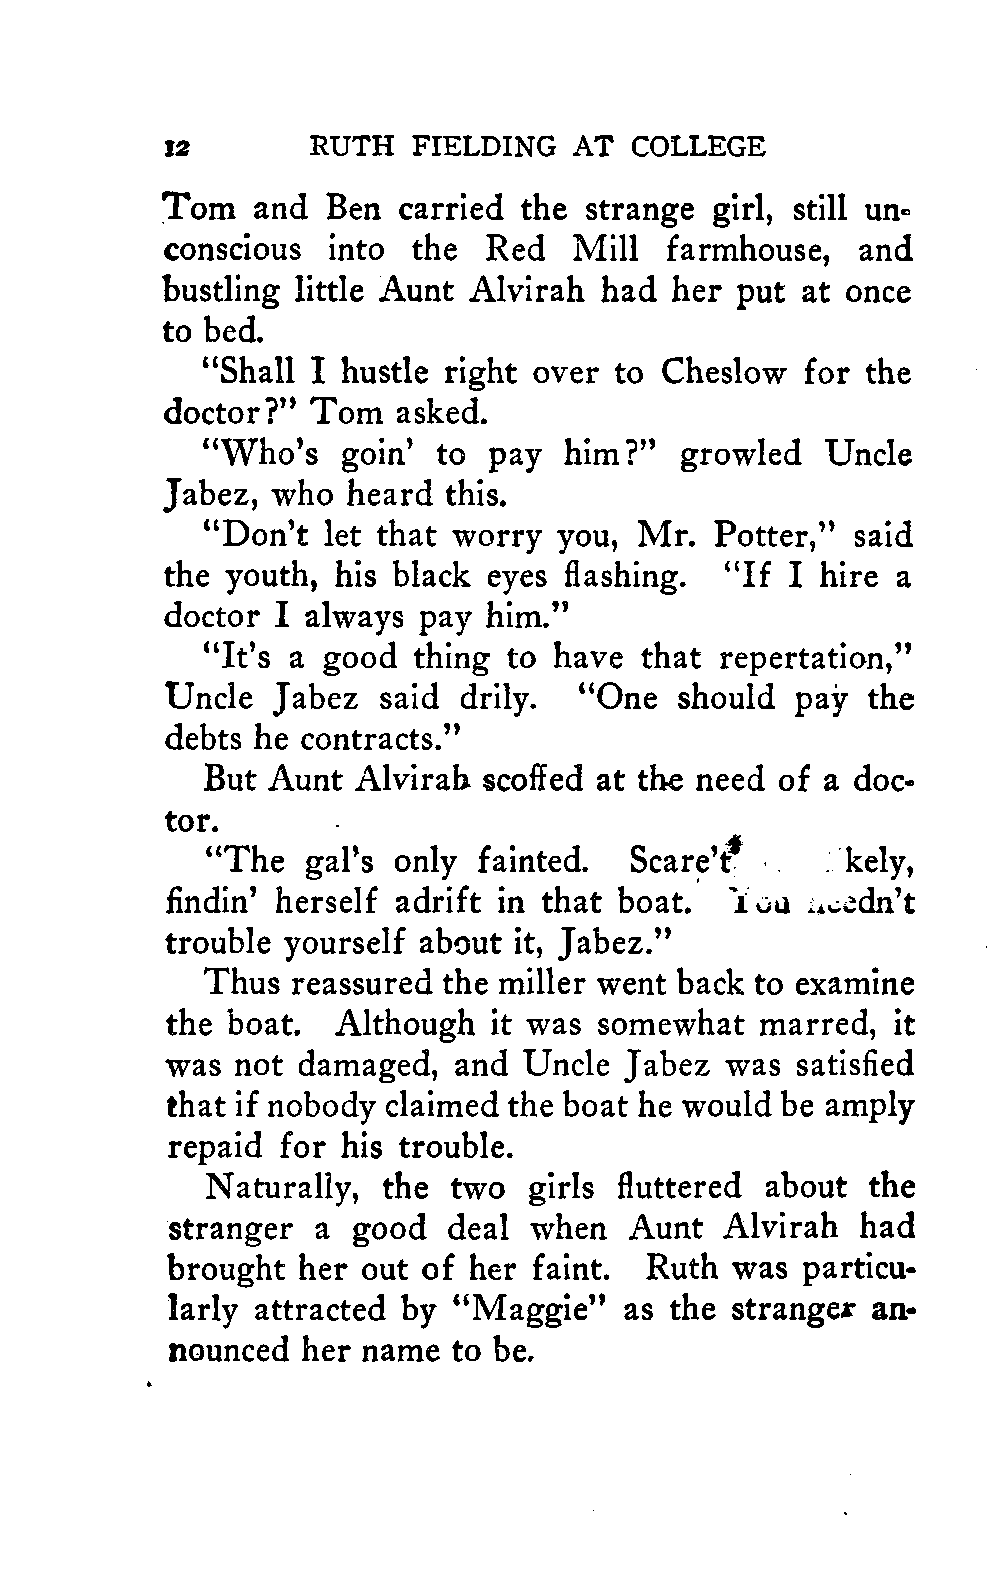 12 RUTH FIELDING AT COLLEGE
Tom and Ben carried the strange girl, still un-
conscious into the Red Mill farmhouse, and
bustling little Aunt Alvirah had her put at once
to bed.
"Shall I hustle right over to Cheslow for the
doctor?" Tom asked.
"Who's goin' to pay him?" growled Uncle
Jabez, who heard this.
"Don't let that worry you, Mr. Potter," said
the youth, his black eyes flashing. "If I hire a
doctor I always pay him."
"It's a good thing to have that repertation,"
Uncle Jabez said drily. "One should pay the
debts he contracts."
But Aunt Alvirah scoffed at the need of a doc-
tor.
"The gal's only fainted.
findin' herself adrift in that boat. You needn't
trouble yourself about it, Jabez."
Thus reassured the miller went back to examine
the boat. Although it was somewhat marred, it
was not damaged, and Uncle Jabez was satisfied
that if nobody claimed the boat he would be amply
repaid for his trouble.
Naturally, the two girls fluttered about the
stranger a good deal when Aunt Alvirah had
brought her out of her faint. Ruth was particu-
larly attracted by "Maggie" as the stranger an-
nounced her name to be.